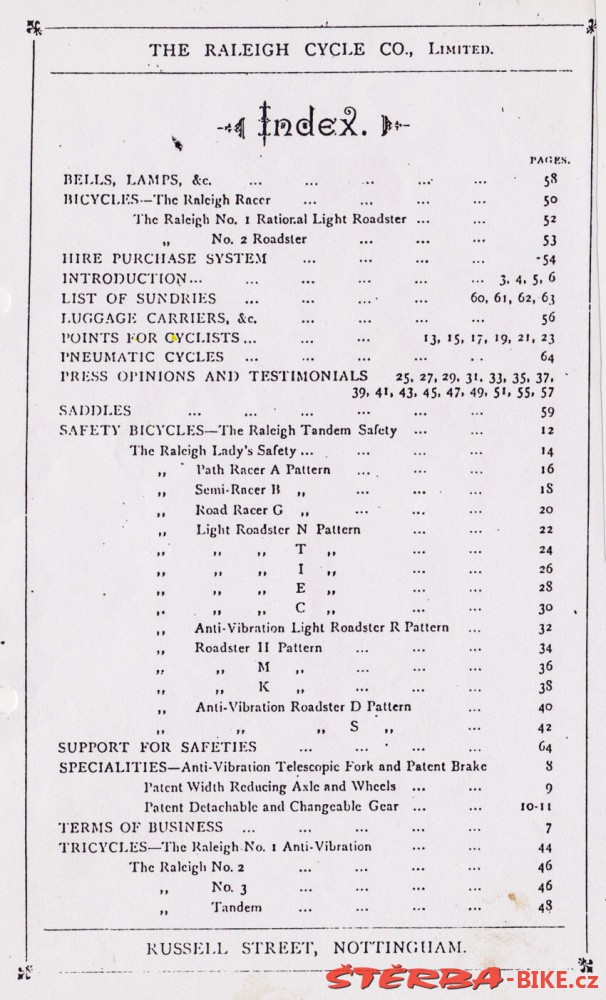 THE RALEIGH CYCLE CO., LIMITED.
Index.
PAGES.
BELLS, LAMPS, &c. ... ... ... ... ... 58
BICYCLES—The Raleigh Racer ... ... ... ... 50
The Raleigh No. 1 Rational Light Roadster ... ... 52
„ No. 2 Roadster ... ... ... 53
HIRE PURCHASE SYSTEM ... ... ... ... 54
INTRODUCTION... ... ... ... ... ... 3, 4, 5, 6
LIST OF SUNDRIES ... ... ... ... 60, 61, 62, 63
LUGGAGE CARRIERS, &c. ... ... ... ... 56
POINTS FOR CYCLISTS... ... ... ... 13, 15, 17, 19, 21, 23
PNEUMATIC CYCLES ... ... ... ... .. 64
PRESS OPINIONS AND TESTIMONIALS 25, 27, 29, 31, 33, 35, 37,
39, 41, 43, 45, 47, 49, 51, 55, 57
SADDLES ... ... ... ... ... ... 59
SAFETY BICYCLES—The Raleigh Tandem Safety ... ... 12
The Raleigh Lady's Safety... ... ... ... 14
„ Path Racer A Pattern ... ... ... 16
„ Semi-Racer B „ ... ... ... 18
„ Road Racer G „ ... ... ... 20
„ Light Roadster N Pattern ... ... 22
„ „ „ T „ ... ... 24
„ „ „ I „ ... ... 26
„ „ „ E „ ... ... 28
„ „ „ C „ ... ... 30
„ Anti-Vibration Light Roadster R Pattern ... 32
„ Roadster H Pattern ... ... ... 34
„ „ M „ ... ... ... 36
„ „ K „ ... ... ... 38
„ Anti-Vibration Roadster D Pattern ... 40
„ „ „ S „ ... 42
SUPPORT FOR SAFETIES ... ... ... ... 64
SPECIALITIES—Anti-Vibration Telescopic Fork and Patent Brake 8
Patent Width Reducing Axle and Wheels ... ... 9
Patent Detachable and Changeable Gear ... ... 10-11
TERMS OF BUSINESS ... ... ... ... ... 7
TRICYCLES—The Raleigh No. 1 Anti-Vibration ... ... 44
The Raleigh No. 2 ... ... ... ... 46
„ No. 3 ... ... ... ... 46
„ Tandem ... ... ... ... 48
RUSSELL STREET, NOTTINGHAM.
ŠTĚRBA-BIKE.cz